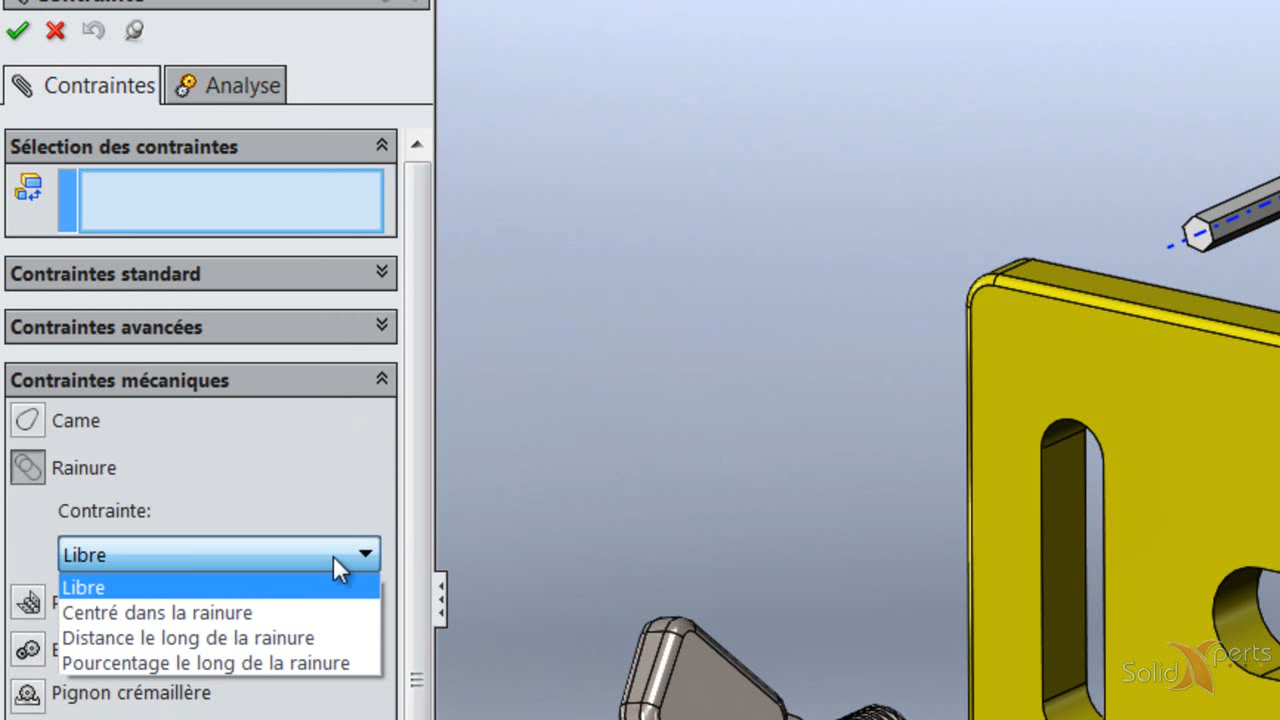 Contrainte
Contraintes
Analyse
Sélection des contraintes
Contraintes standard
Contraintes avancées
Contraintes mécaniques
Came
Rainure
Contrainte:
Libre
Libre
Centré dans la rainure
Distance le long de la rainure
Pourcentage le long de la rainure
Pignon crémaillère
SolidXperts